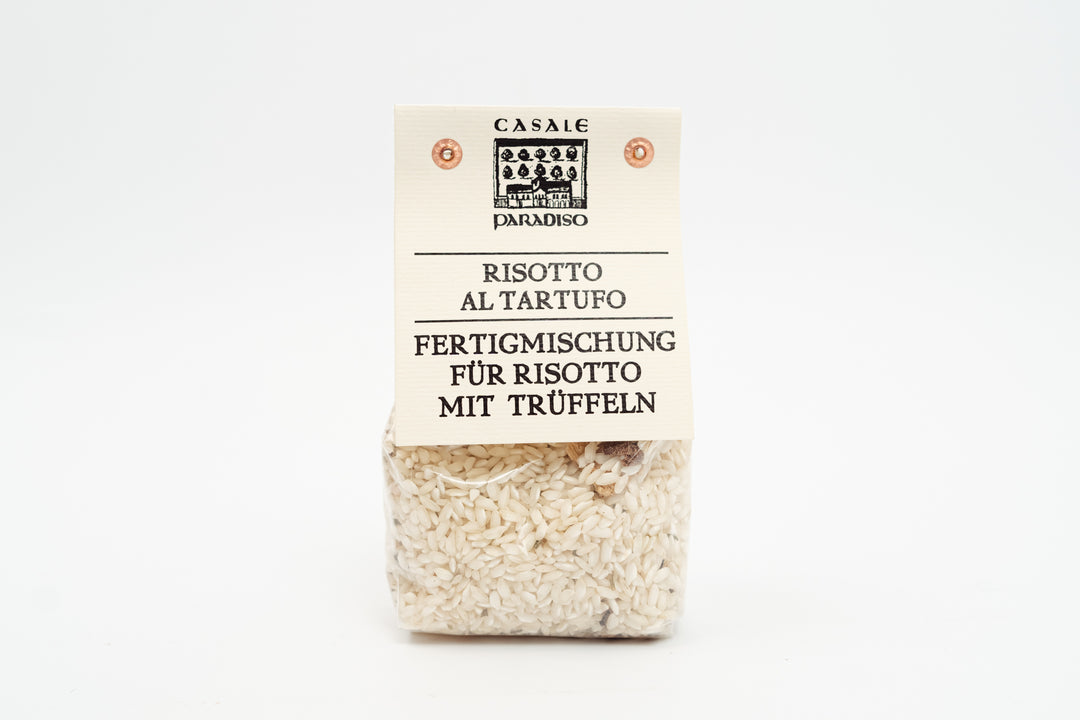 CASALE
PARADISO
RISOTTO
AL TARTUFO
FERTIGMISCHUNG
FÜR RISOTTO
MIT TRÜFFELN